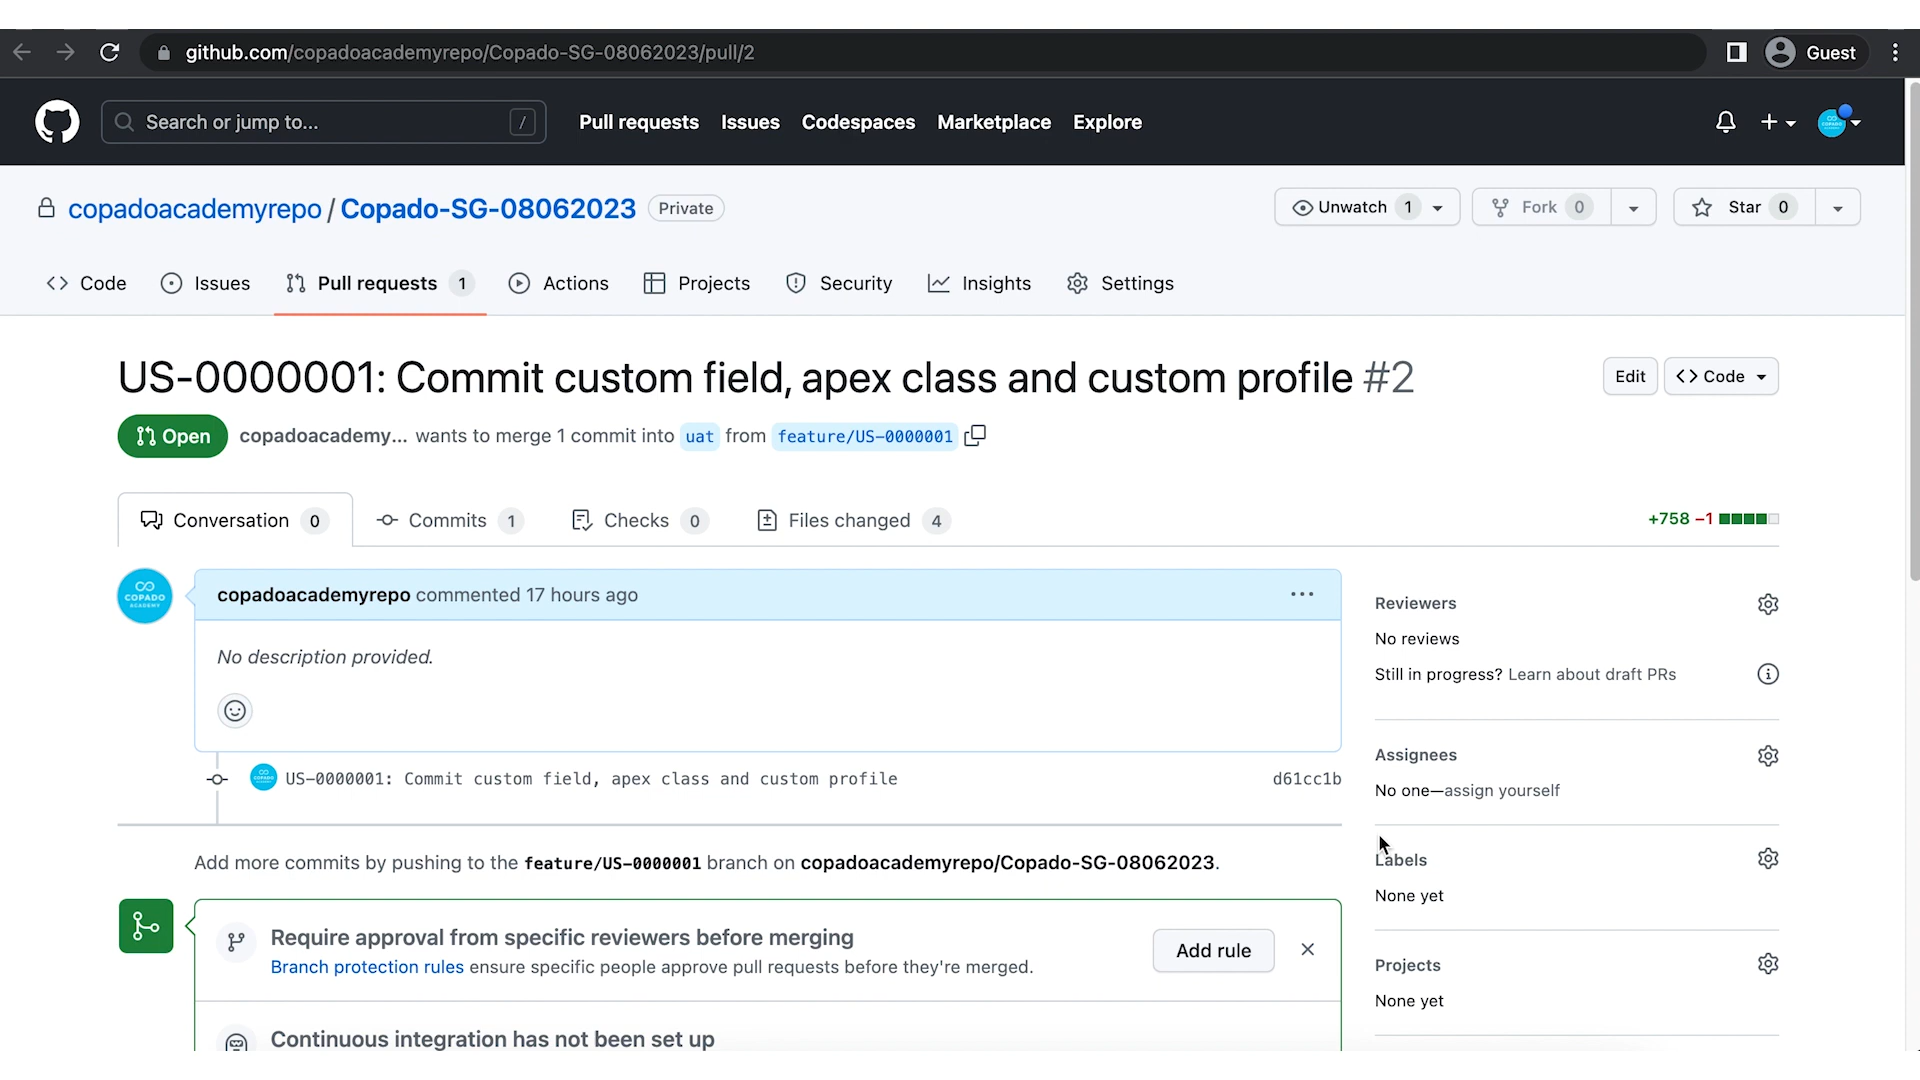 github.com/copadoacademyrepo/Copado-SG-08062023/pull/2
Guest
Search or jump to...
/
Pull requests
Issues
Codespaces
Marketplace
Explore
copadoacademyrepo / Copado-SG-08062023
Private
Unwatch 1
Fork 0
Star 0
Code
Issues
Pull requests 1
Actions
Projects
Security
Insights
Settings
US-0000001: Commit custom field, apex class and custom profile #2
Edit
Code
Open
copadoacademy... wants to merge 1 commit into uat from feature/US-0000001
Conversation 0
Commits 1
Checks 0
Files changed 4
+758 −1
COPADO
ACADEMY
copadoacademyrepo commented 17 hours ago
No description provided.
US-0000001: Commit custom field, apex class and custom profile
d61cc1b
Add more commits by pushing to the feature/US-0000001 branch on copadoacademyrepo/Copado-SG-08062023.
Require approval from specific reviewers before merging
Branch protection rules ensure specific people approve pull requests before they're merged.
Add rule
Continuous integration has not been set up
Reviewers
No reviews
Still in progress? Learn about draft PRs
Assignees
No one—assign yourself
Labels
None yet
Projects
None yet